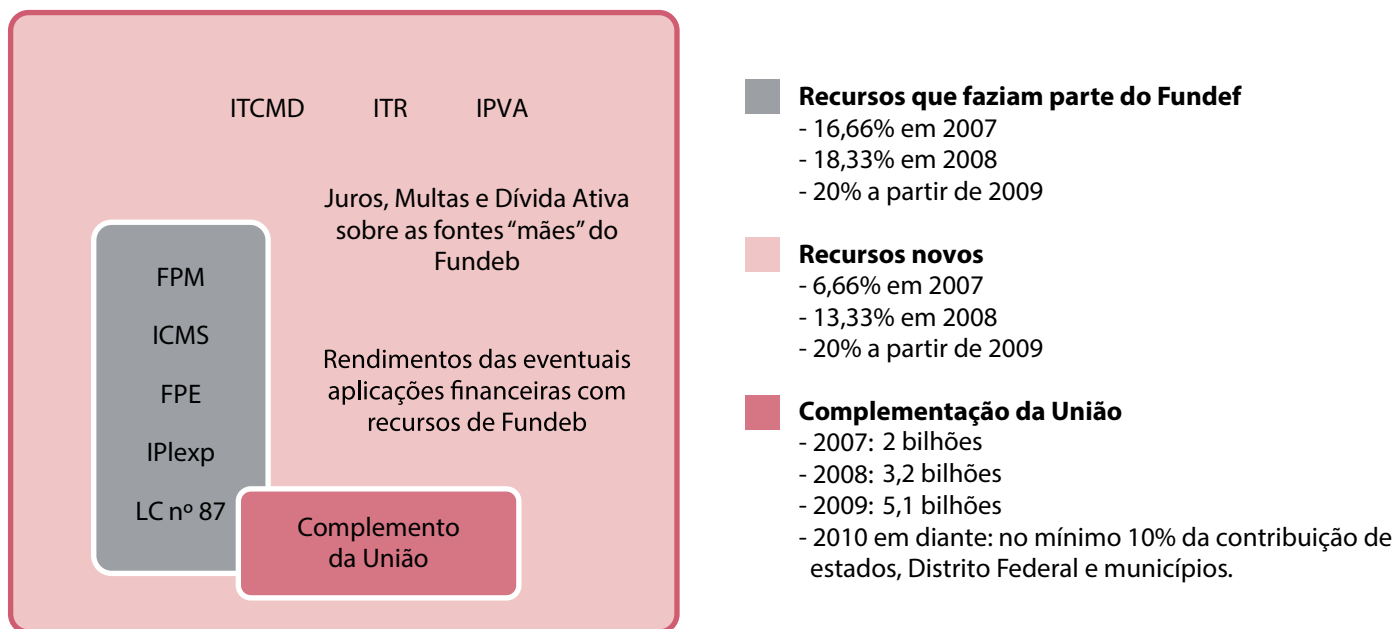 ITCMD ITR IPVA
Juros, Multas e Dívida Ativa
sobre as fontes “mães” do
Fundeb
FPM
ICMS
FPE
IPlexp
LC nº 87
Rendimentos das eventuais
aplicações financeiras com
recursos de Fundeb
Complemento
da União
Recursos que faziam parte do Fundef
- 16,66% em 2007
- 18,33% em 2008
- 20% a partir de 2009
Recursos novos
- 6,66% em 2007
- 13,33% em 2008
- 20% a partir de 2009
Complementação da União
- 2007: 2 bilhões
- 2008: 3,2 bilhões
- 2009: 5,1 bilhões
- 2010 em diante: no mínimo 10% da contribuição de
estados, Distrito Federal e municípios.